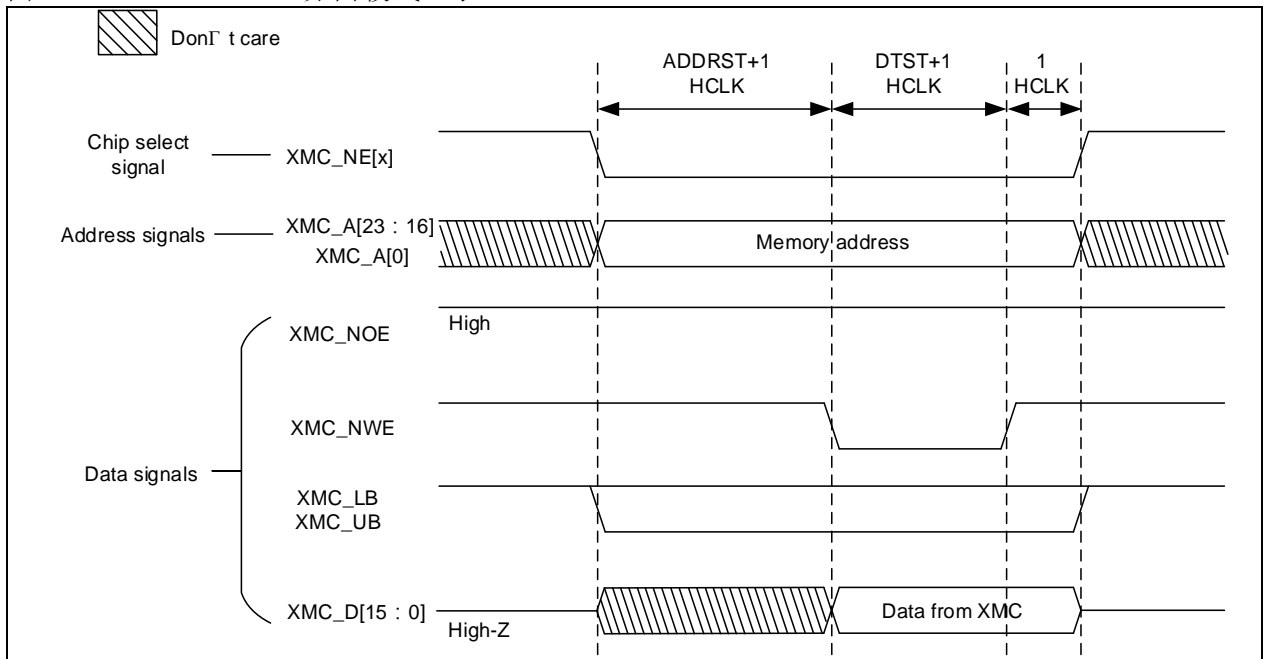 DonΓ t care
ADDRST+1
HCLK
DTST+1
HCLK
1
HCLK
Chip select
signal
XMC_NE[x]
Address signals
XMC_A[23 : 16]
XMC_A[0]
Memory address
XMC_NOE
High
XMC_NWE
Data signals
XMC_LB
XMC_UB
XMC_D[15 : 0]
High-Z
Data from XMC